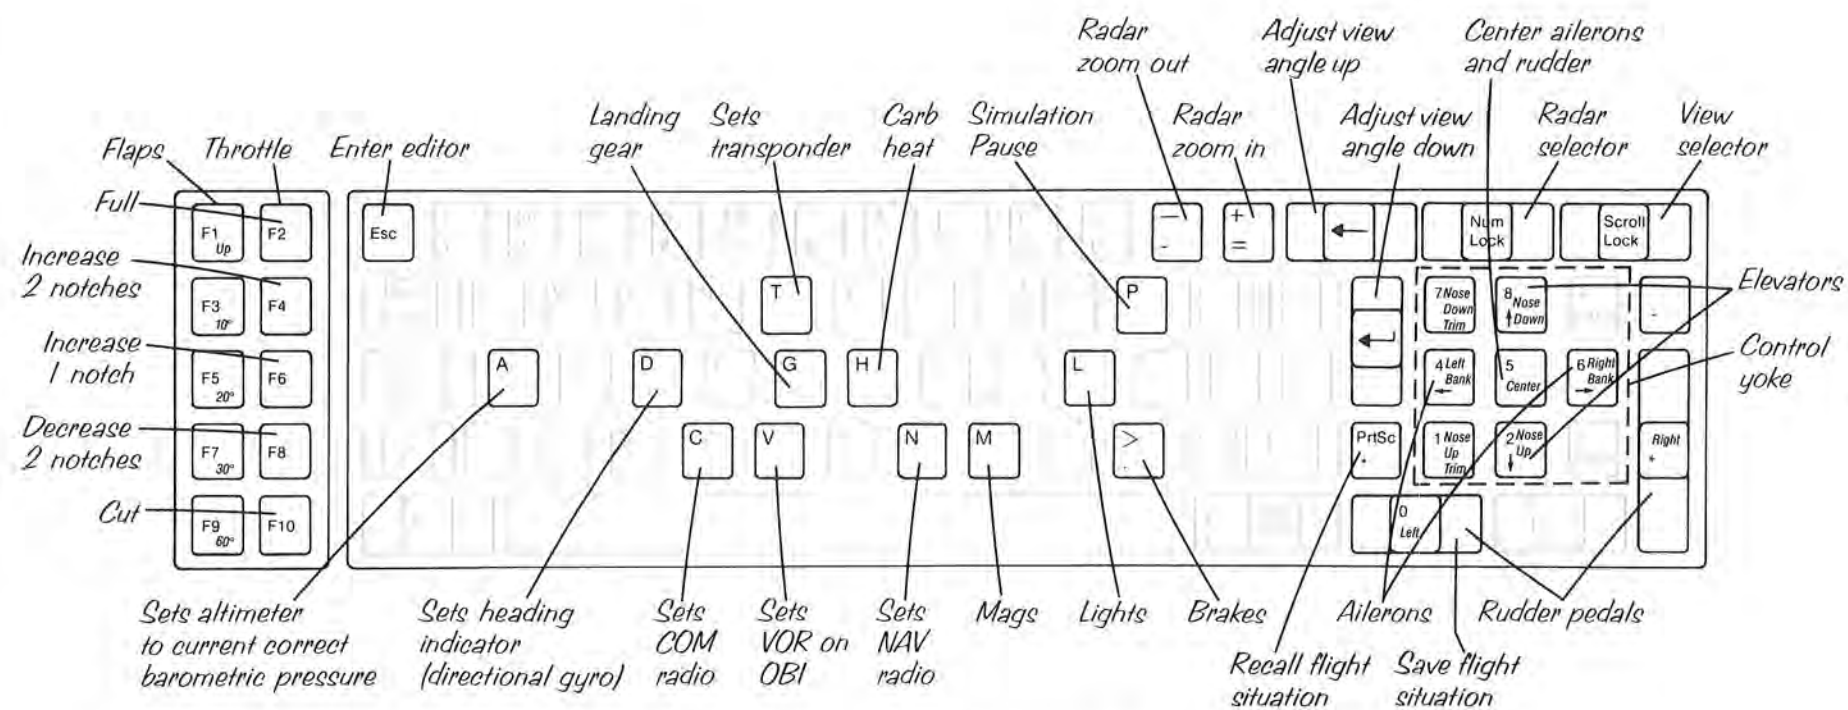 Radar
zoom out
Adjust view
angle up
Center ailerons
and rudder
Landing
gear
Sets
transponder
Carb
heat
Simulation
Pause
Radar
zoom in
Adjust view
angle down
Radar
selector
View
selector
Flaps
Throttle
Enter editor
Full
Increase
2 notches
Increase
1 notch
Decrease
2 notches
Cut
F1
Up
F2
F3
10°
F4
F5
20°
F6
F7
30°
F8
F9
60°
F10
Esc
—
-
+
=
←
Num
Lock
Scroll
Lock
T
P
7 Nose
Down
Trim
8 Nose
↑ Down
-
Elevators
A
D
G
H
L
4 Left
Bank
←
5
Center
6 Right
Bank
→
Control
yoke
C
V
N
M
>
.
PrtSc
*
1 Nose
Up
Trim
2 Nose
↓ Up
Right
+
0
Left
Sets altimeter
to current correct
barometric pressure
Sets heading
indicator
(directional gyro)
Sets
COM
radio
Sets
VOR on
OBI
Sets
NAV
radio
Mags
Lights
Brakes
Ailerons
Rudder pedals
Recall flight
situation
Save flight
situation